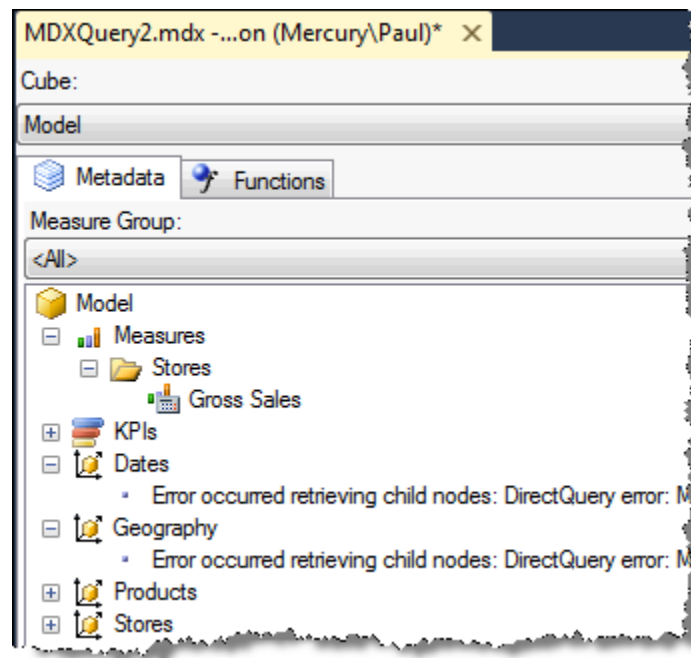 MDXQuery2.mdx -...on (Mercury\Paul)*
Cube:
Model
Metadata Functions
Measure Group:
<All>
Model
Measures
Stores
Gross Sales
KPIs
Dates
Error occurred retrieving child nodes: DirectQuery error: M
Geography
Error occurred retrieving child nodes: DirectQuery error: M
Products
Stores